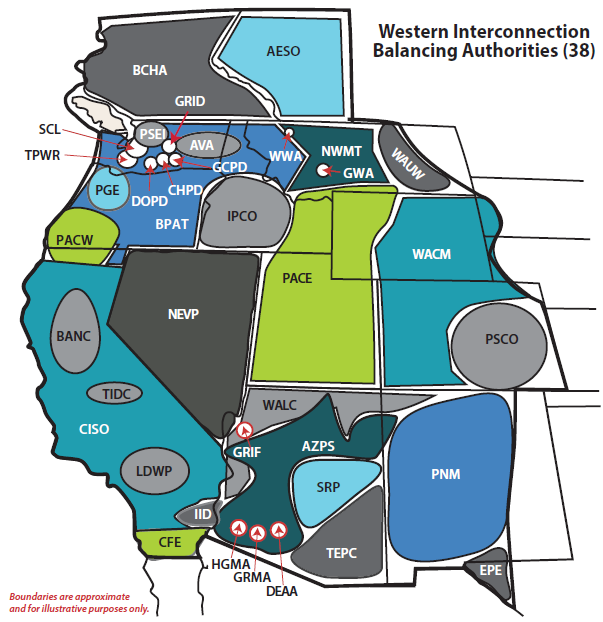 Western Interconnection
Balancing Authorities (38)
AESO
BCHA
GRID
SCL
PSEI
AVA
TPWR
WWA
NWMT
WAUW
GCPD
GWA
PGE
CHPD
DOPD
BPAT
IPCO
PACW
WACM
PACE
NEVP
BANC
PSCO
TIDC
WALC
CISO
GRIF
AZPS
LDWP
SRP
PNM
IID
CFE
TEPC
HGMA
GRMA
DEAA
EPE
Boundaries are approximate
and for illustrative purposes only.